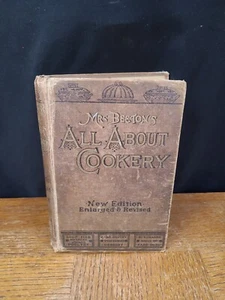 MRS BEETON'S
ALL ABOUT
COOKERY
New Edition
Enlarged & Revised